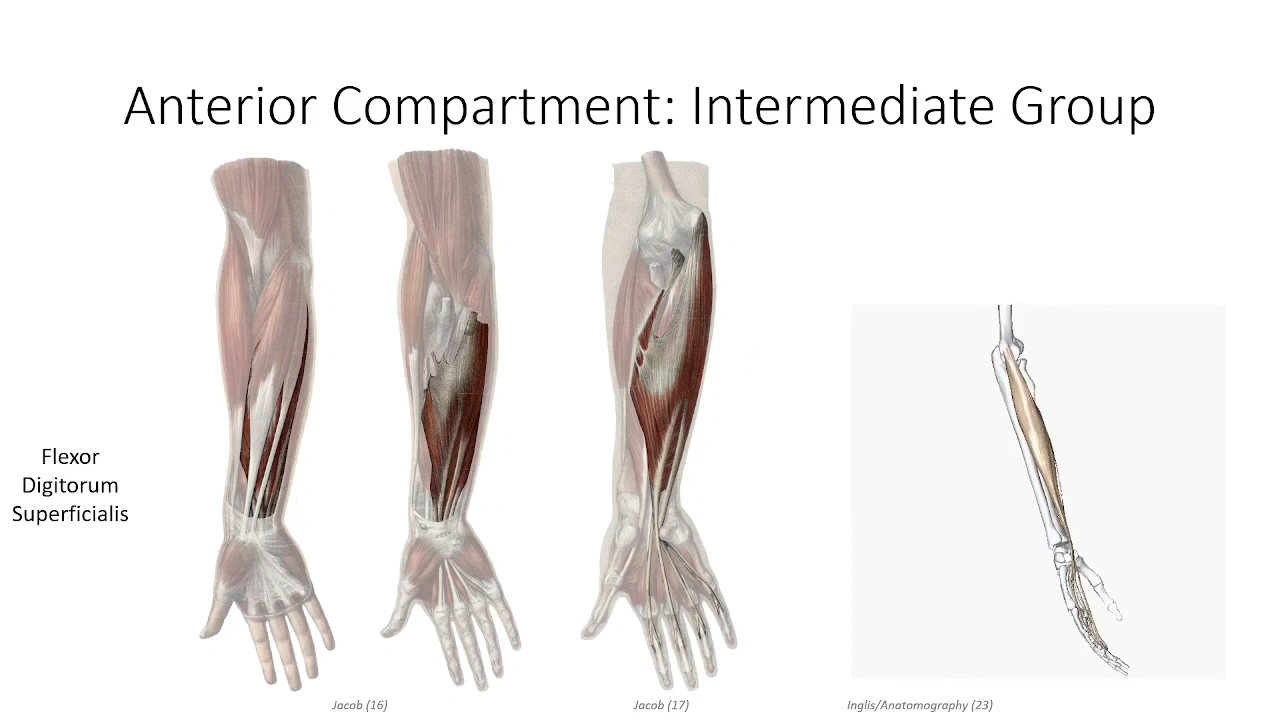 Anterior Compartment: Intermediate Group
Flexor
Digitorum
Superficialis
Jacob (16)
Jacob (17)
Inglis/Anatomography (23)